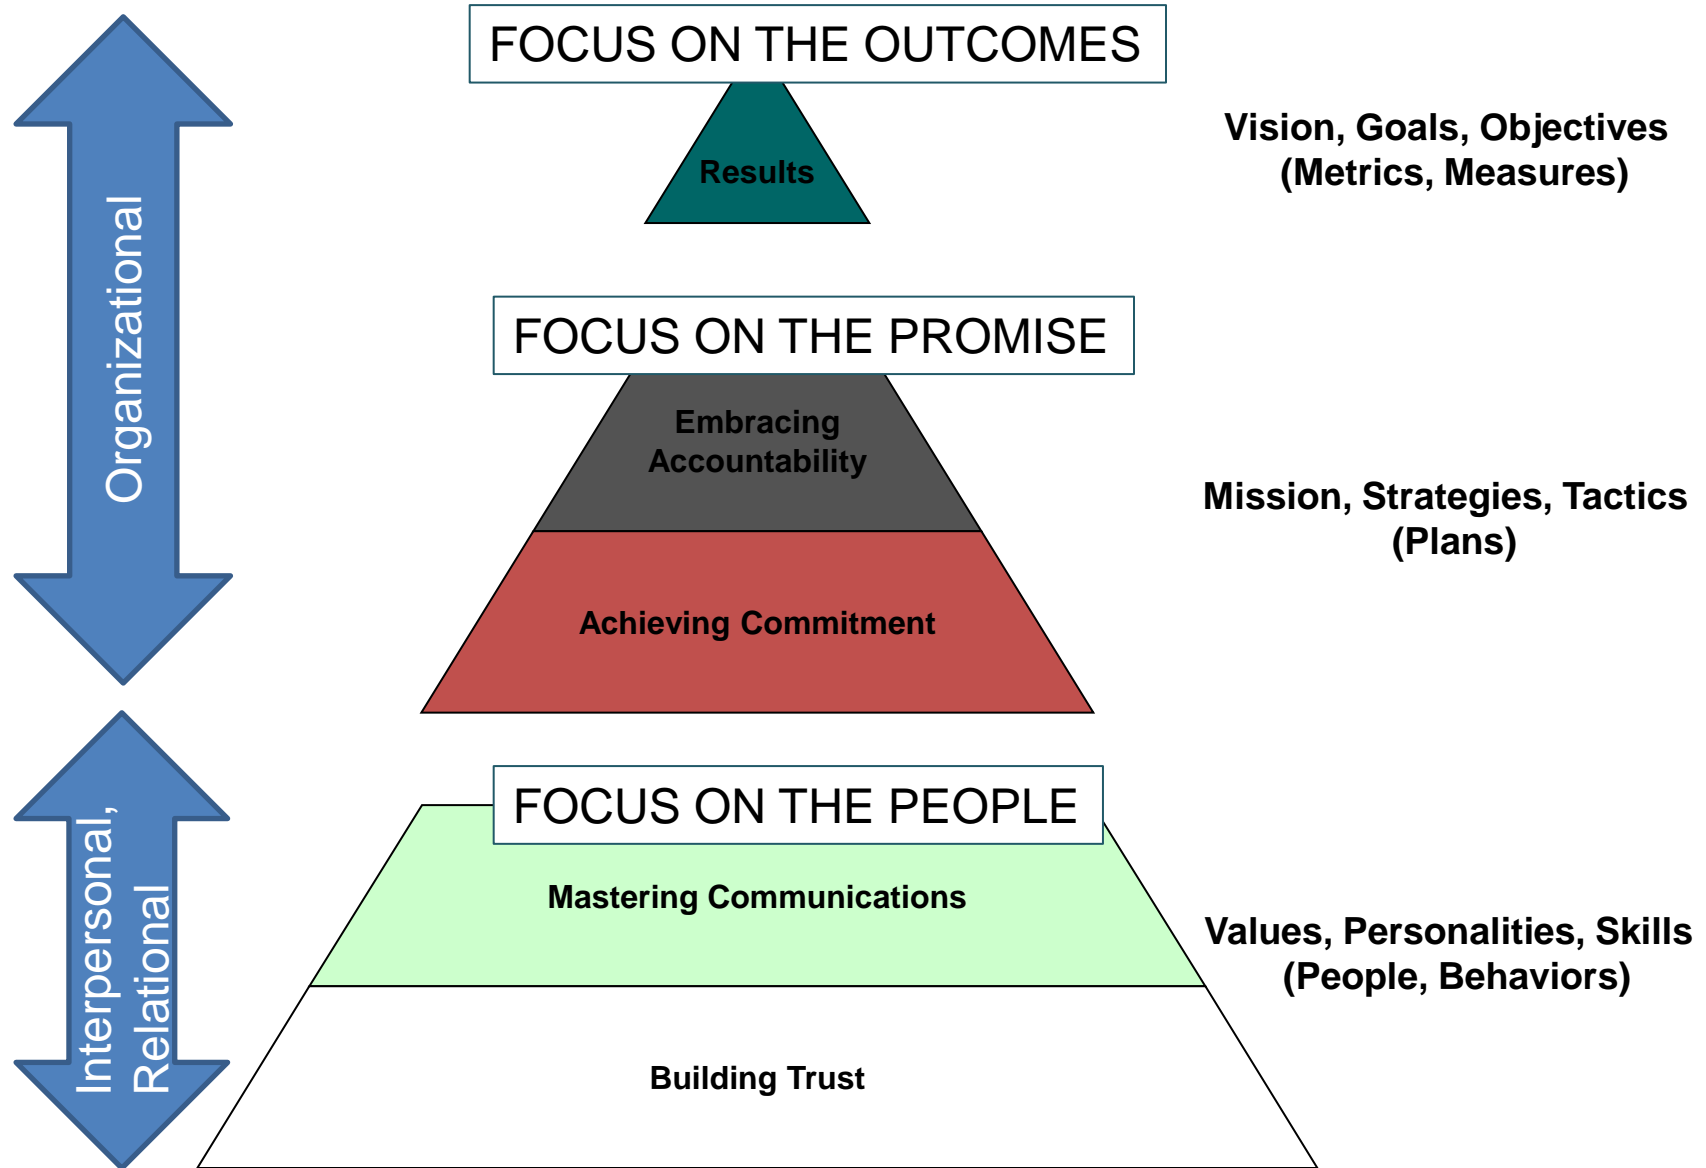 FOCUS ON THE OUTCOMES
Results
Vision, Goals, Objectives
(Metrics, Measures)
Organizational
FOCUS ON THE PROMISE
Embracing
Accountability
Achieving Commitment
Mission, Strategies, Tactics
(Plans)
FOCUS ON THE PEOPLE
Mastering Communications
Building Trust
Values, Personalities, Skills
(People, Behaviors)
Interpersonal,
Relational